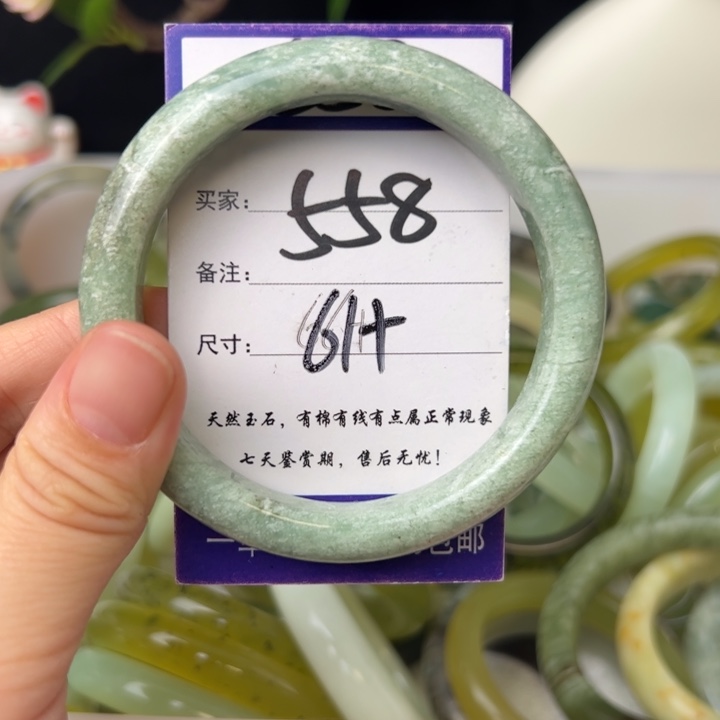 买家: 558
备注:
尺寸: 61+
天然玉石，有棉有线有点属正常现象
七天鉴赏期，售后无忧！